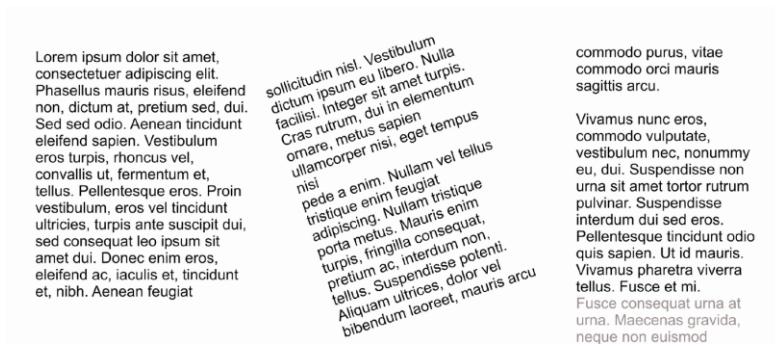 Lorem ipsum dolor sit amet,
consectetuer adipiscing elit.
Phasellus mauris risus, eleifend
non, dictum at, pretium sed, dui.
Sed sed odio. Aenean tincidunt
eleifend sapien. Vestibulum
eros turpis, rhoncus vel,
convallis ut, fermentum et,
tellus. Pellentesque eros. Proin
vestibulum, eros vel tincidunt
ultricies, turpis ante suscipit dui,
sed consequat leo ipsum sit
amet dui. Donec enim eros,
eleifend ac, iaculis et, tincidunt
et, nibh. Aenean feugiat
sollicitudin nisl. Vestibulum
dictum ipsum eu libero. Nulla
facilisi. Integer sit amet turpis.
Cras rutrum, dui in elementum
ornare, metus sapien
ullamcorper nisi, eget tempus
nisi
pede a enim. Nullam vel tellus
tristique enim feugiat
adipiscing. Nullam tristique
porta metus. Mauris enim
turpis, fringilla consequat,
pretium ac, interdum non,
tellus. Suspendisse potenti.
Aliquam ultrices, dolor vel
bibendum laoreet, mauris arcu
commodo purus, vitae
commodo orci mauris
sagittis arcu.
Vivamus nunc eros,
commodo vulputate,
vestibulum nec, nonummy
eu, dui. Suspendisse non
urna sit amet tortor rutrum
pulvinar. Suspendisse
interdum dui sed eros.
Pellentesque tincidunt odio
quis sapien. Ut id mauris.
Vivamus pharetra viverra
tellus. Fusce et mi.
Fusce consequat urna at
urna. Maecenas gravida,
neque non euismod